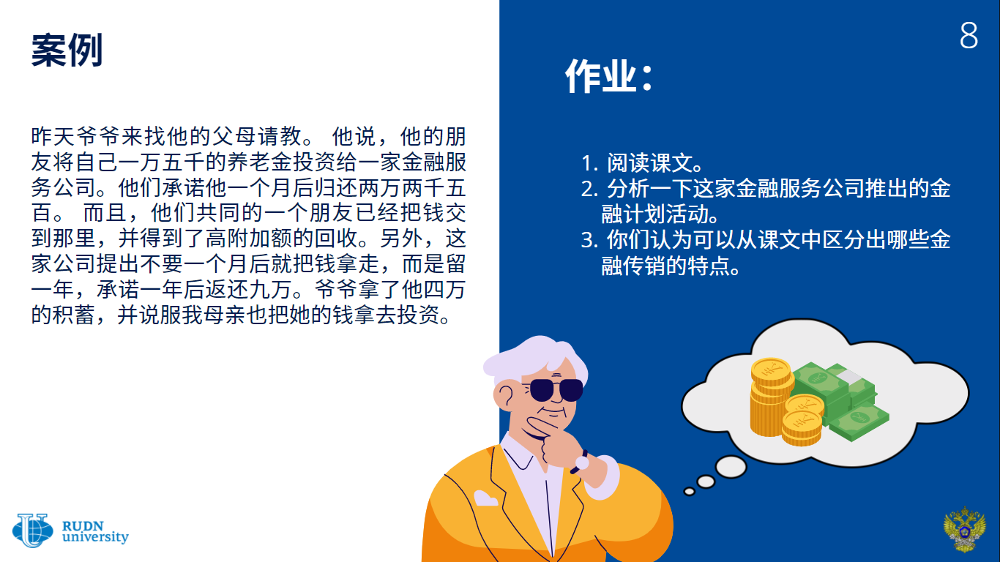 案例
昨天爷爷来找他的父母请教。 他说，他的朋
友将自己一万五千的养老金投资给一家金融服
务公司。他们承诺他一个月后归还两万两千五
百。 而且，他们共同的一个朋友已经把钱交
到那里，并得到了高附加额的回收。另外，这
家公司提出不要一个月后就把钱拿走，而是留
一年，承诺一年后返还九万。爷爷拿了他四万
的积蓄，并说服我母亲也把她的钱拿去投资。
8
作业：
1. 阅读课文。
2. 分析一下这家金融服务公司推出的金
融计划活动。
3. 你们认为可以从课文中区分出哪些金
融传销的特点。
RUDN
university